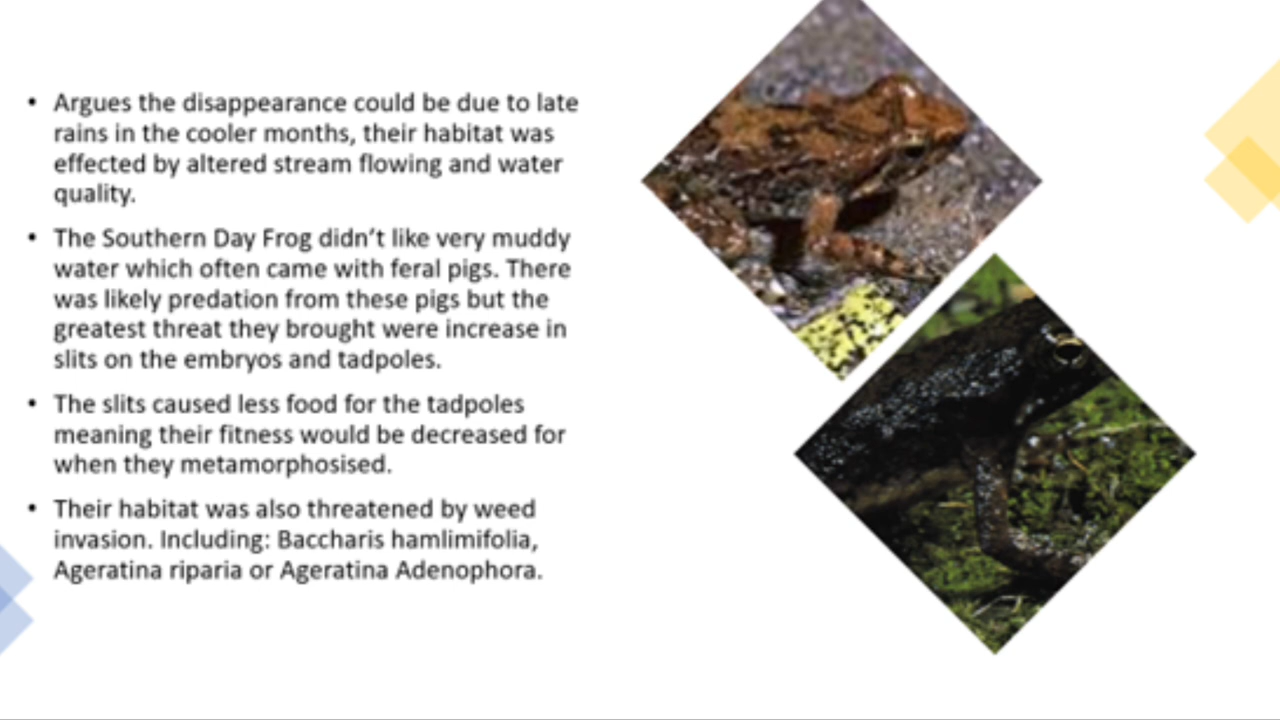 • Argues the disappearance could be due to late
rains in the cooler months, their habitat was
effected by altered stream flowing and water
quality.
• The Southern Day Frog didn’t like very muddy
water which often came with feral pigs. There
was likely predation from these pigs but the
greatest threat they brought were increase in
slits on the embryos and tadpoles.
• The slits caused less food for the tadpoles
meaning their fitness would be decreased for
when they metamorphosised.
• Their habitat was also threatened by weed
invasion. Including: Baccharis hamlimifolia,
Ageratina riparia or Ageratina Adenophora.